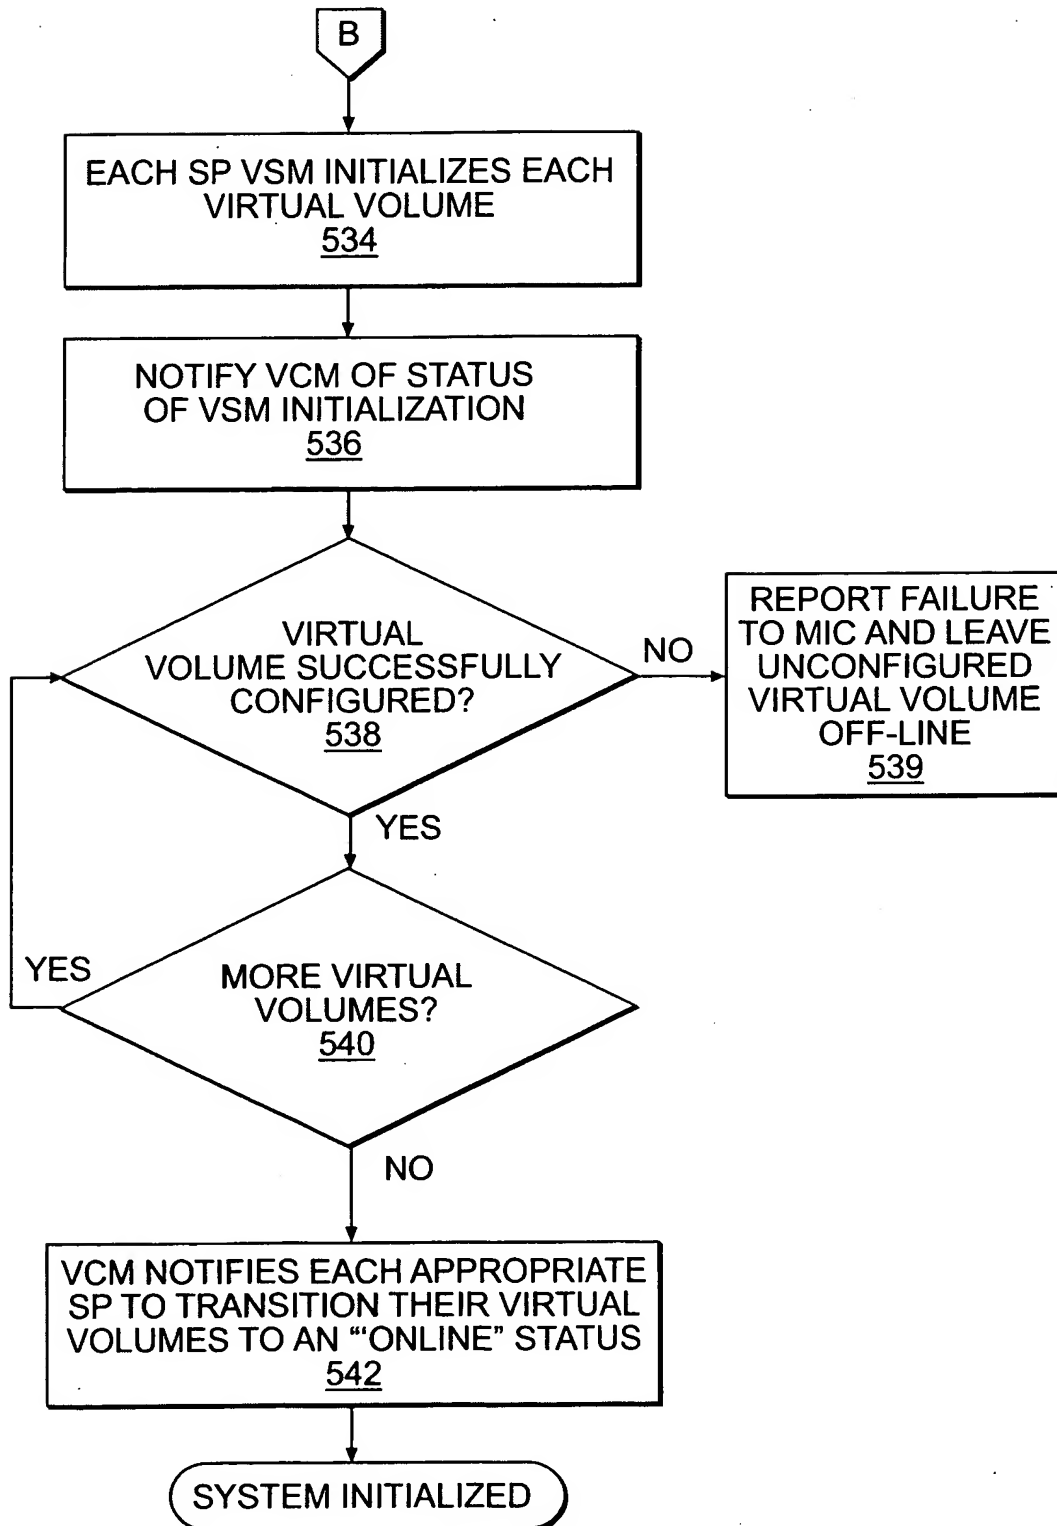 B
EACH SP VSM INITIALIZES EACH
VIRTUAL VOLUME
534
NOTIFY VCM OF STATUS
OF VSM INITIALIZATION
536
VIRTUAL
VOLUME SUCCESSFULLY
CONFIGURED?
538
NO
REPORT FAILURE
TO MIC AND LEAVE
UNCONFIGURED
VIRTUAL VOLUME
OFF-LINE
539
YES
YES
MORE VIRTUAL
VOLUMES?
540
NO
VCM NOTIFIES EACH APPROPRIATE
SP TO TRANSITION THEIR VIRTUAL
VOLUMES TO AN "'ONLINE" STATUS
542
SYSTEM INITIALIZED